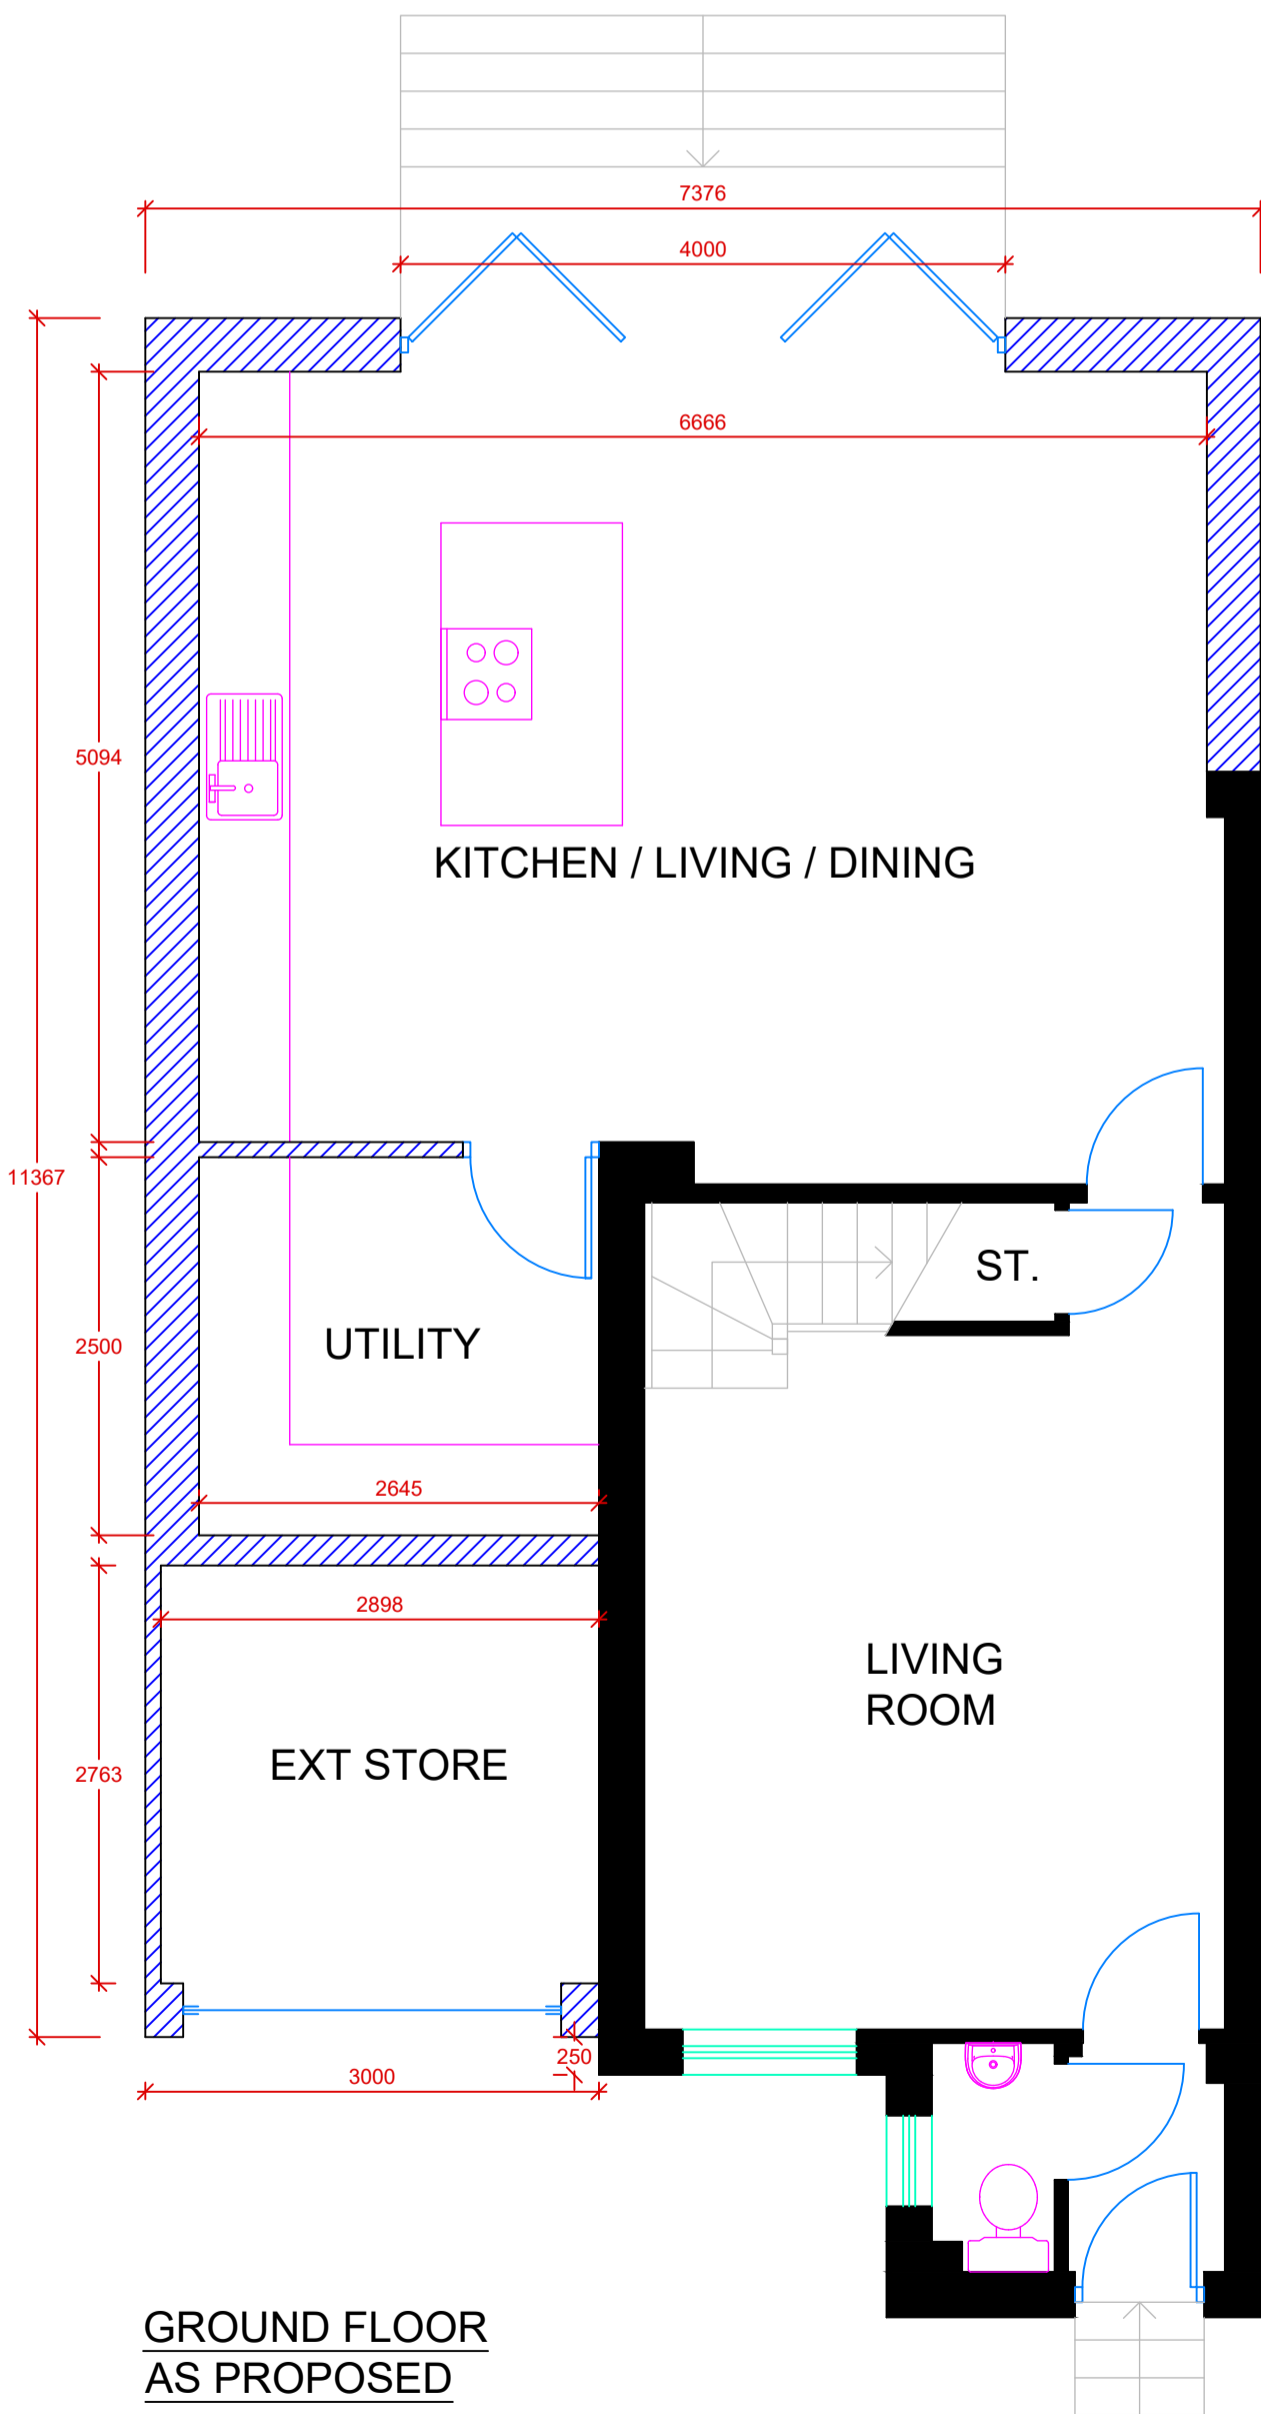 7376
4000
6666
5094
KITCHEN / LIVING / DINING
11367
ST.
UTILITY
2500
2645
2898
LIVING
ROOM
EXT STORE
2763
250
3000
GROUND FLOOR
AS PROPOSED